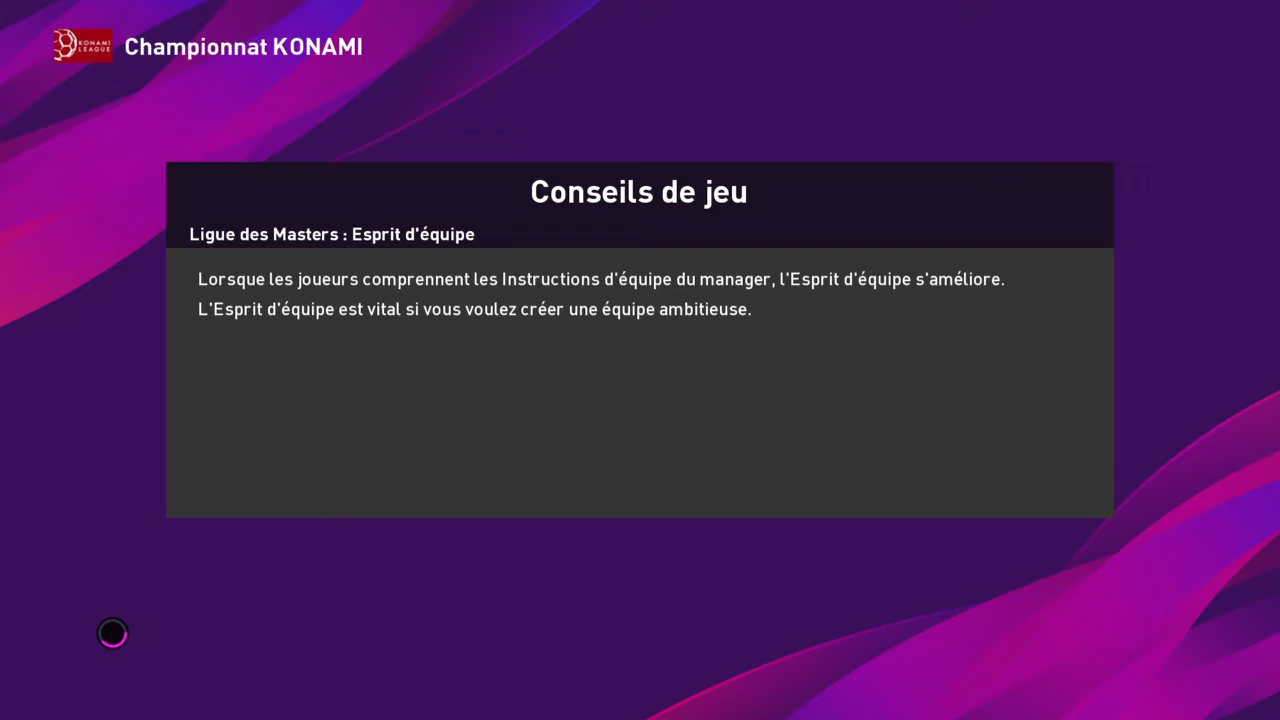 KONAMI
LEAGUE
Championnat KONAMI
Conseils de jeu
Ligue des Masters : Esprit d'équipe
Lorsque les joueurs comprennent les Instructions d'équipe du manager, l'Esprit d'équipe s'améliore.
L'Esprit d'équipe est vital si vous voulez créer une équipe ambitieuse.